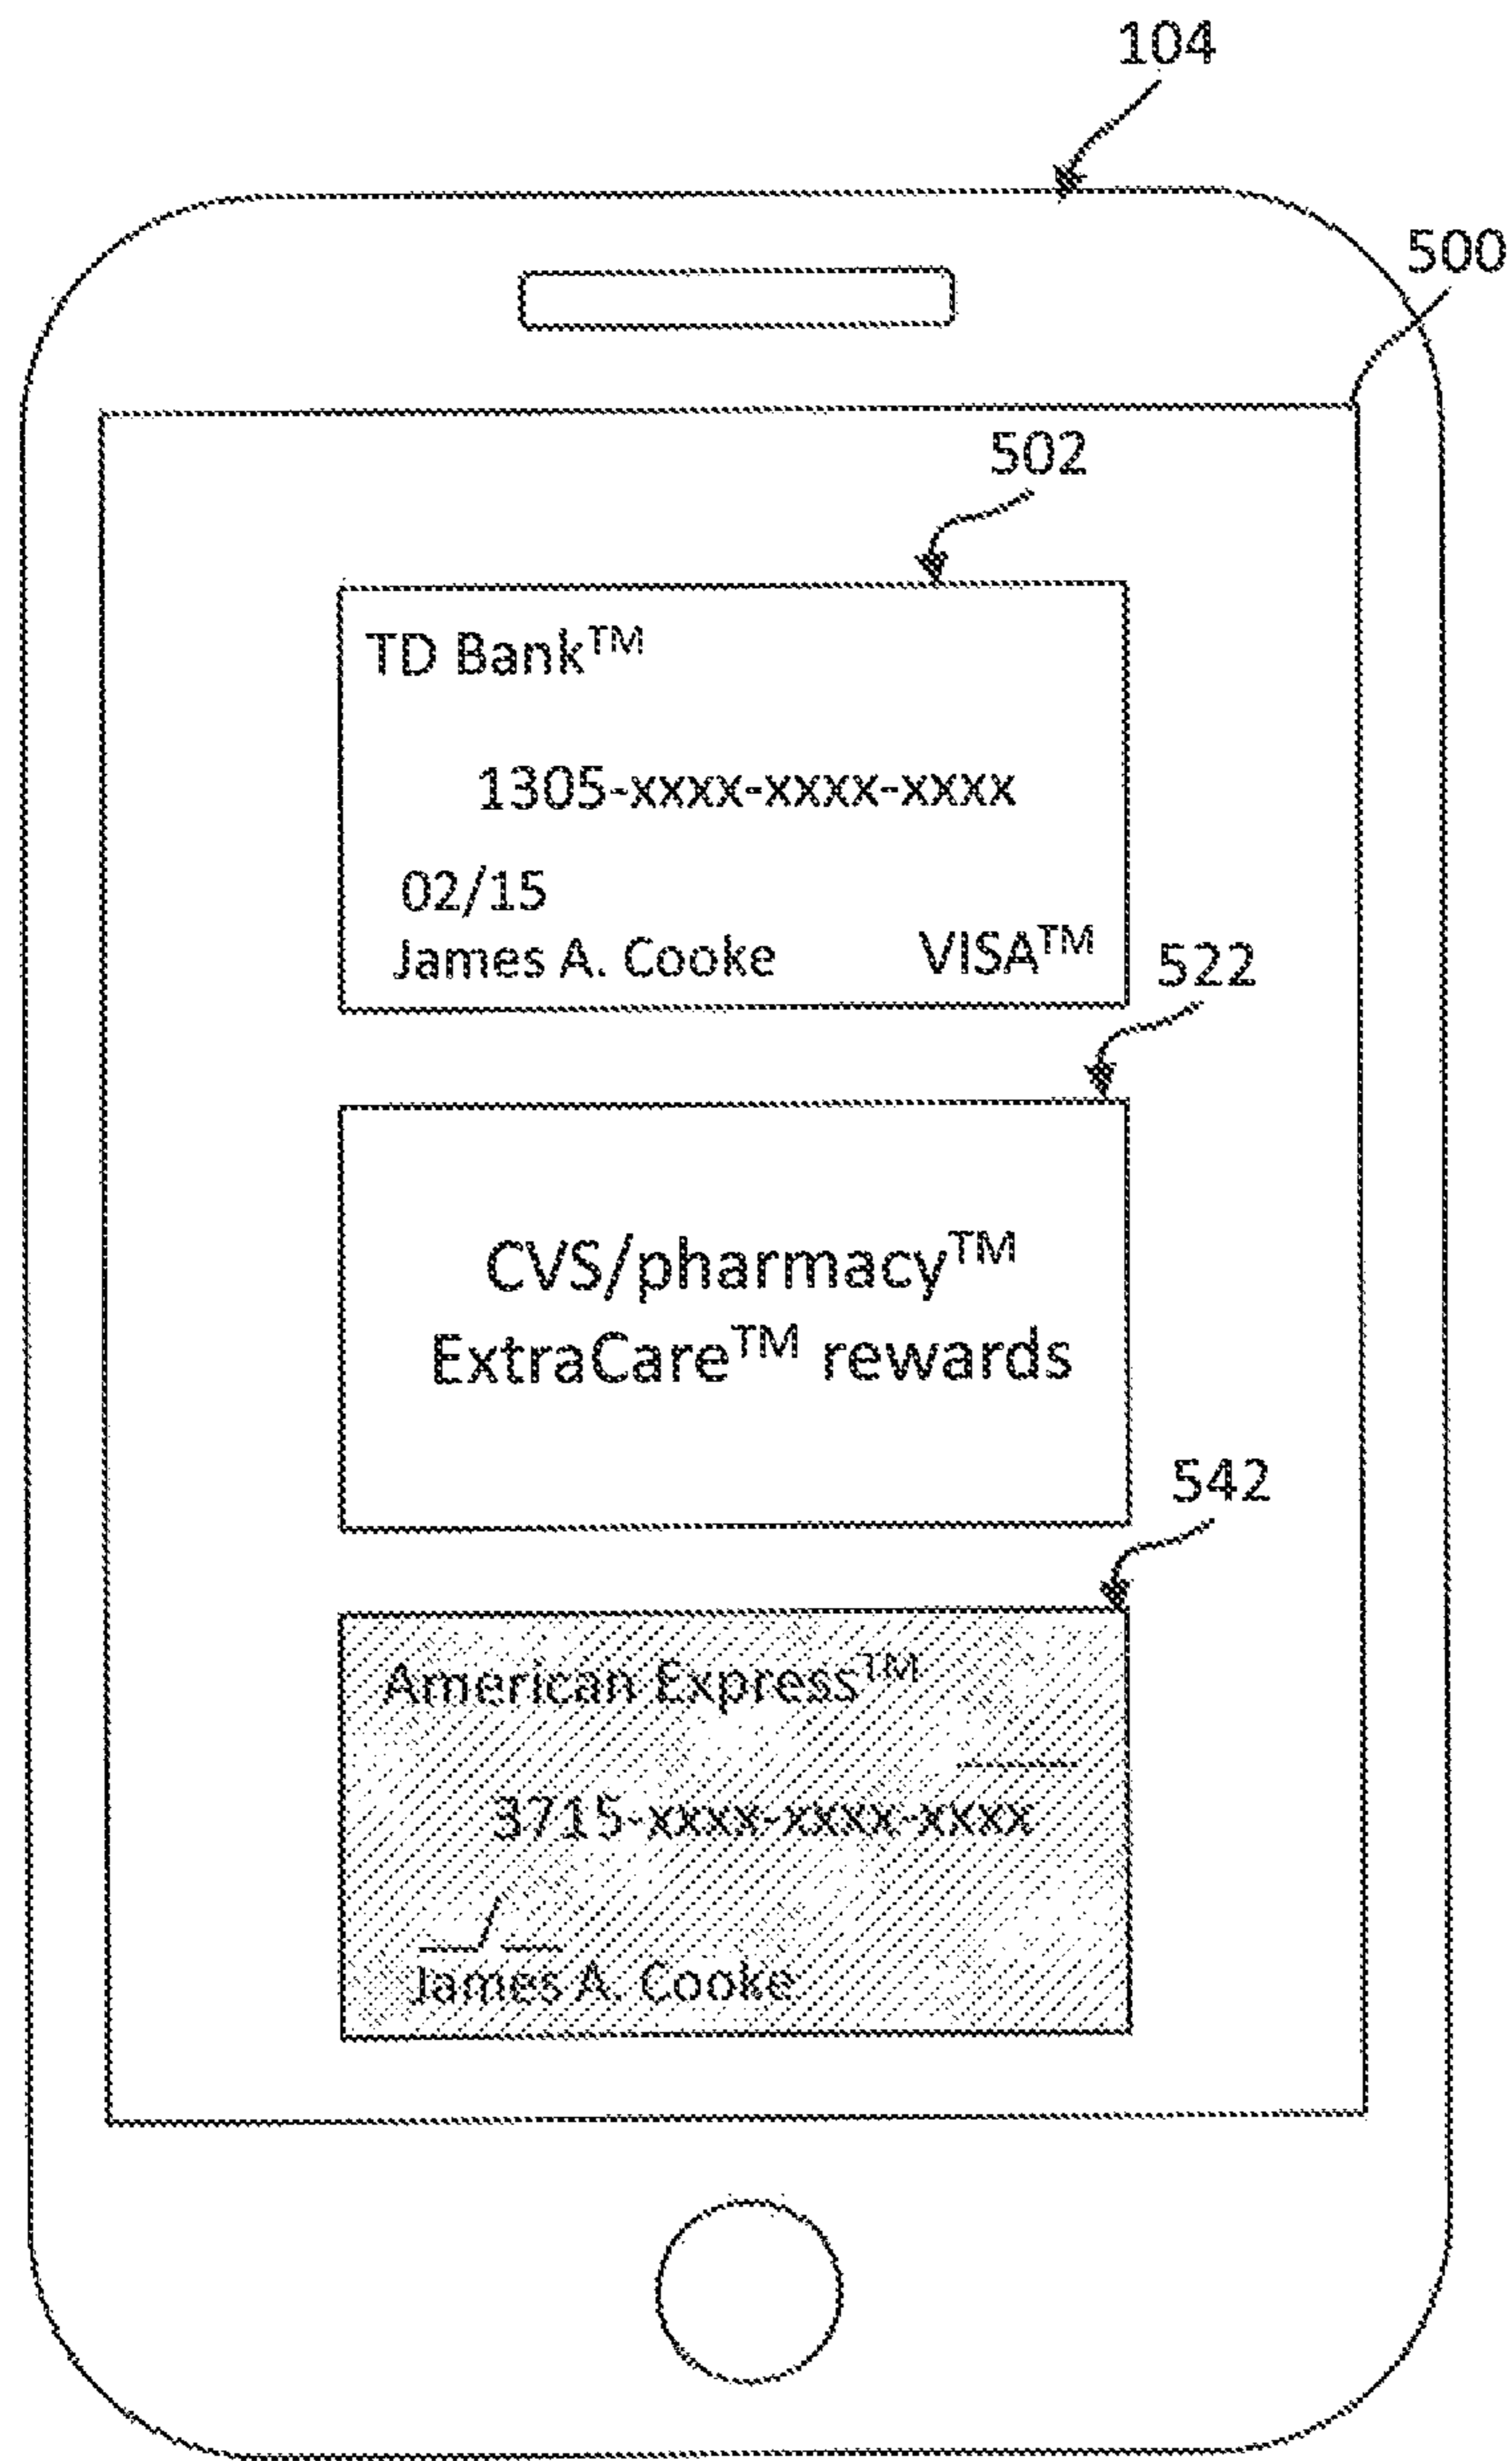 104
500
502
TD Bank™
1305-xxxx-xxxx-xxxx
02/15
James A. Cooke VISA™
522
CVS/pharmacy™
ExtraCare™ rewards
542
American Express™
3715-xxxx-xxxx-xxxx
James A. Cooke